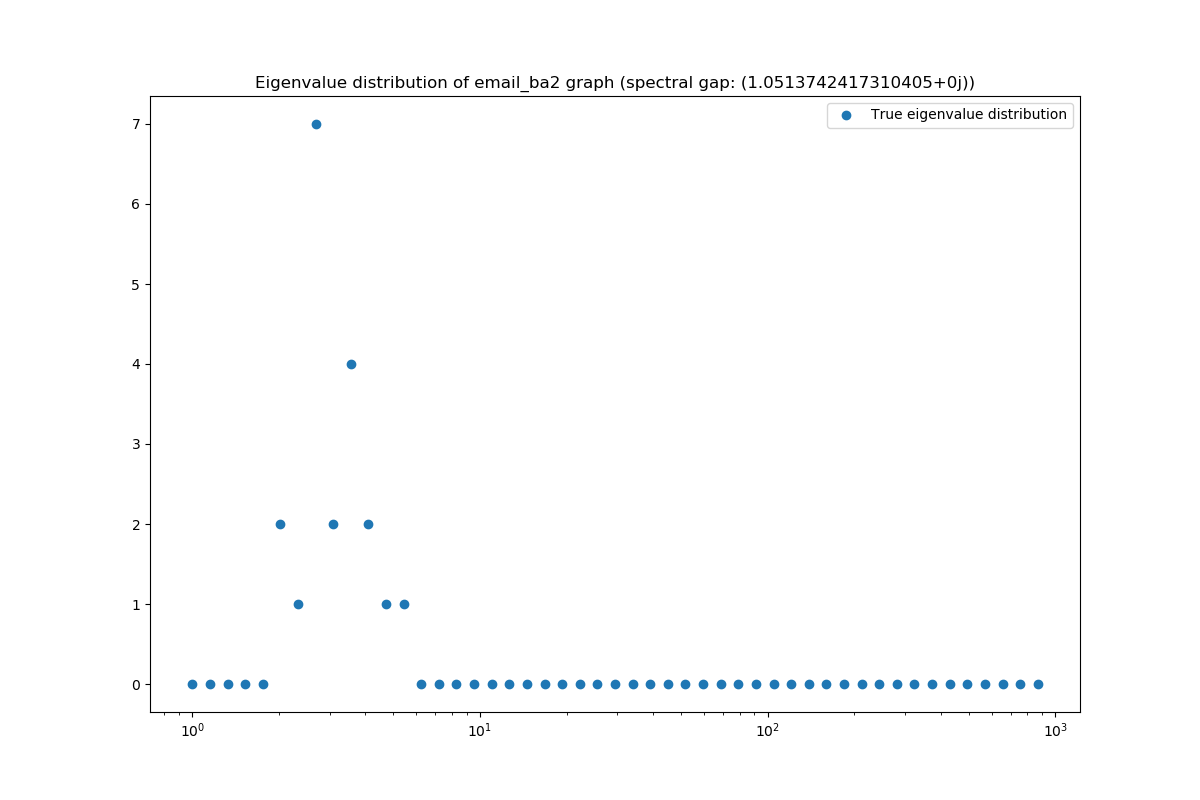 Eigenvalue distribution of email_ba2 graph (spectral gap: (1.0513742417310405+0j))
True eigenvalue distribution
7
6
5
4
3
2
1
0
10⁰ 10¹ 10² 10³